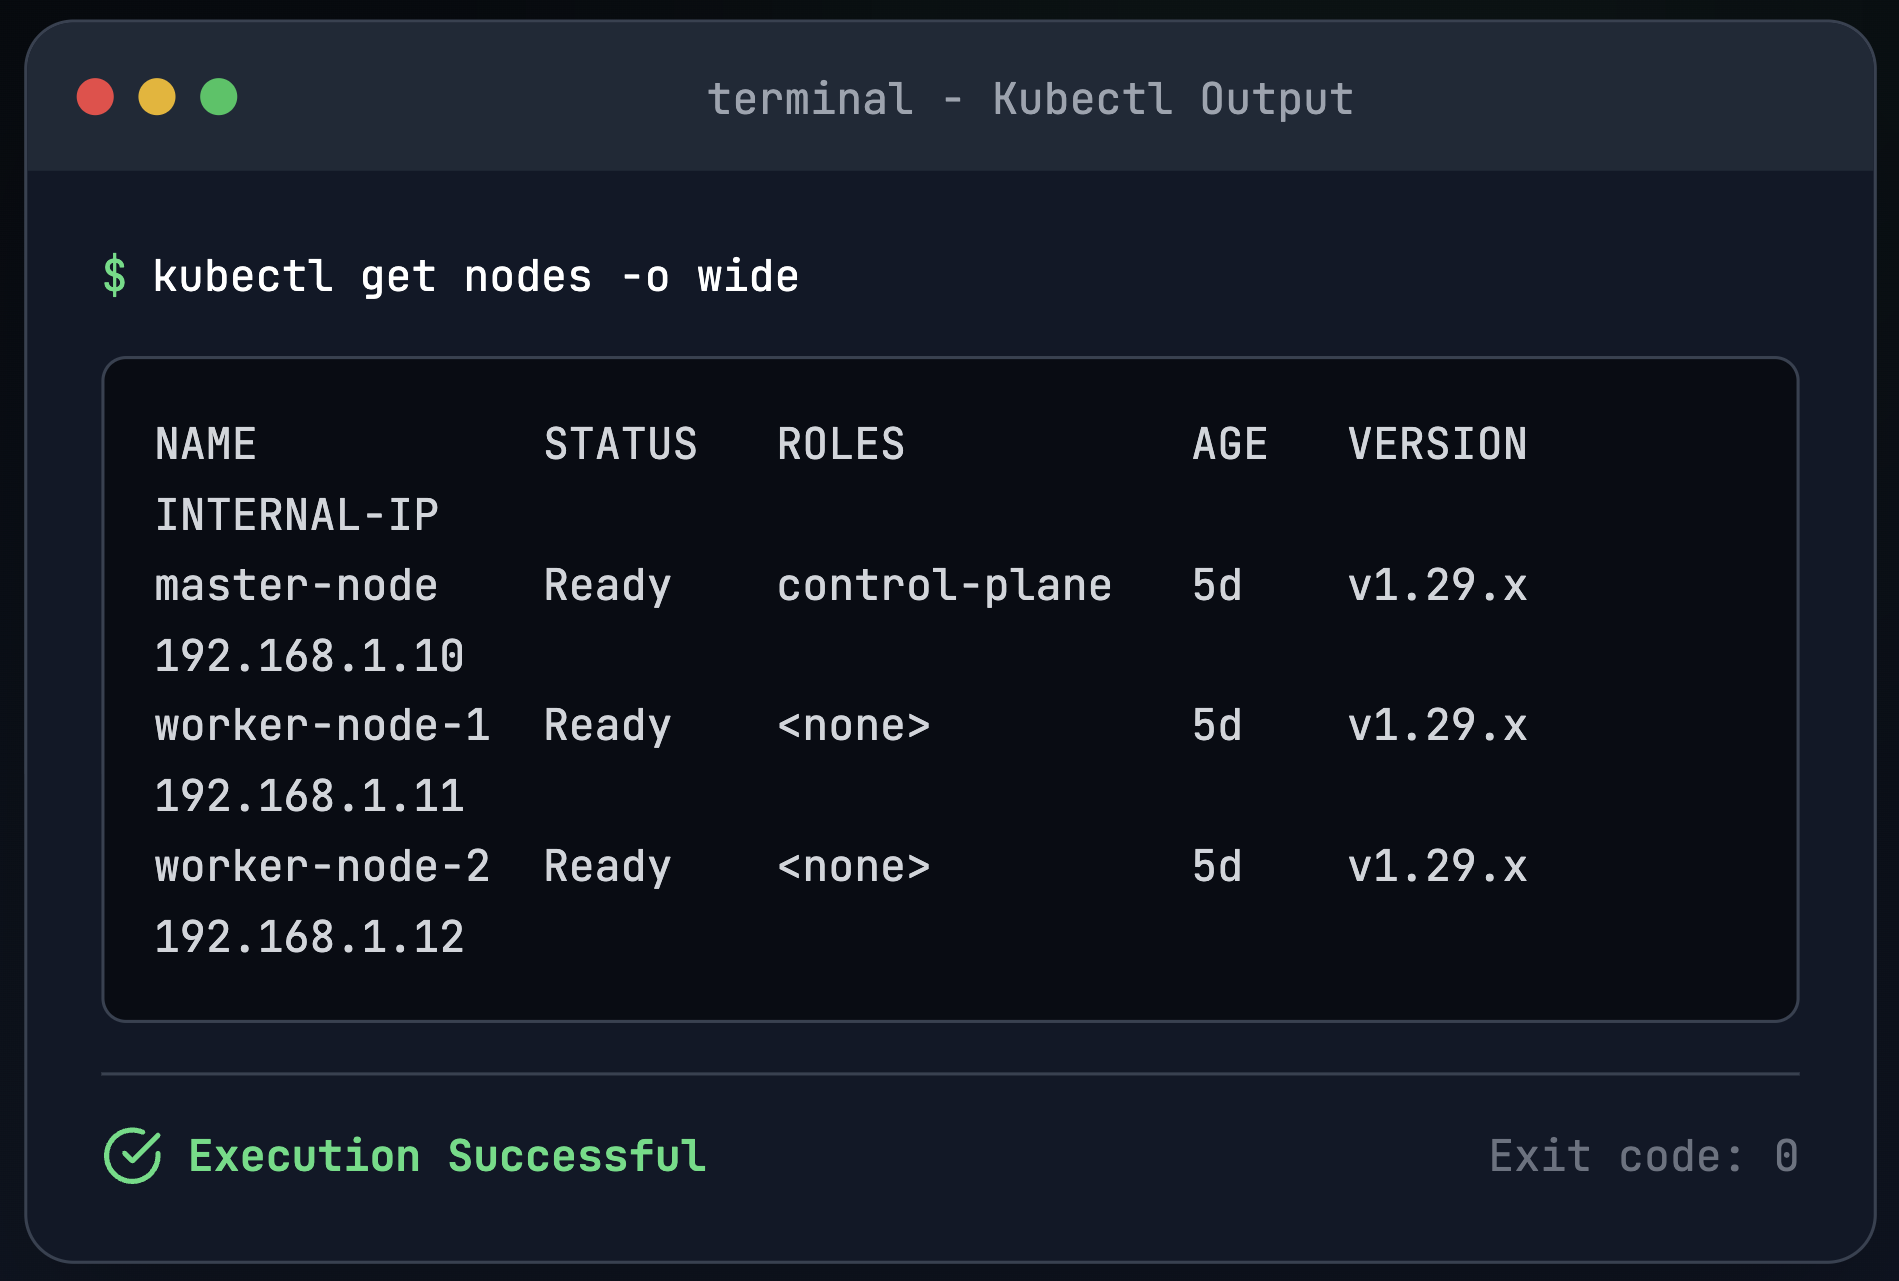 terminal - Kubectl Output
$ kubectl get nodes -o wide
NAME           STATUS   ROLES           AGE   VERSION
INTERNAL-IP
master-node    Ready    control-plane   5d    v1.29.x
192.168.1.10
worker-node-1  Ready    <none>          5d    v1.29.x
192.168.1.11
worker-node-2  Ready    <none>          5d    v1.29.x
192.168.1.12
Execution Successful
Exit code: 0